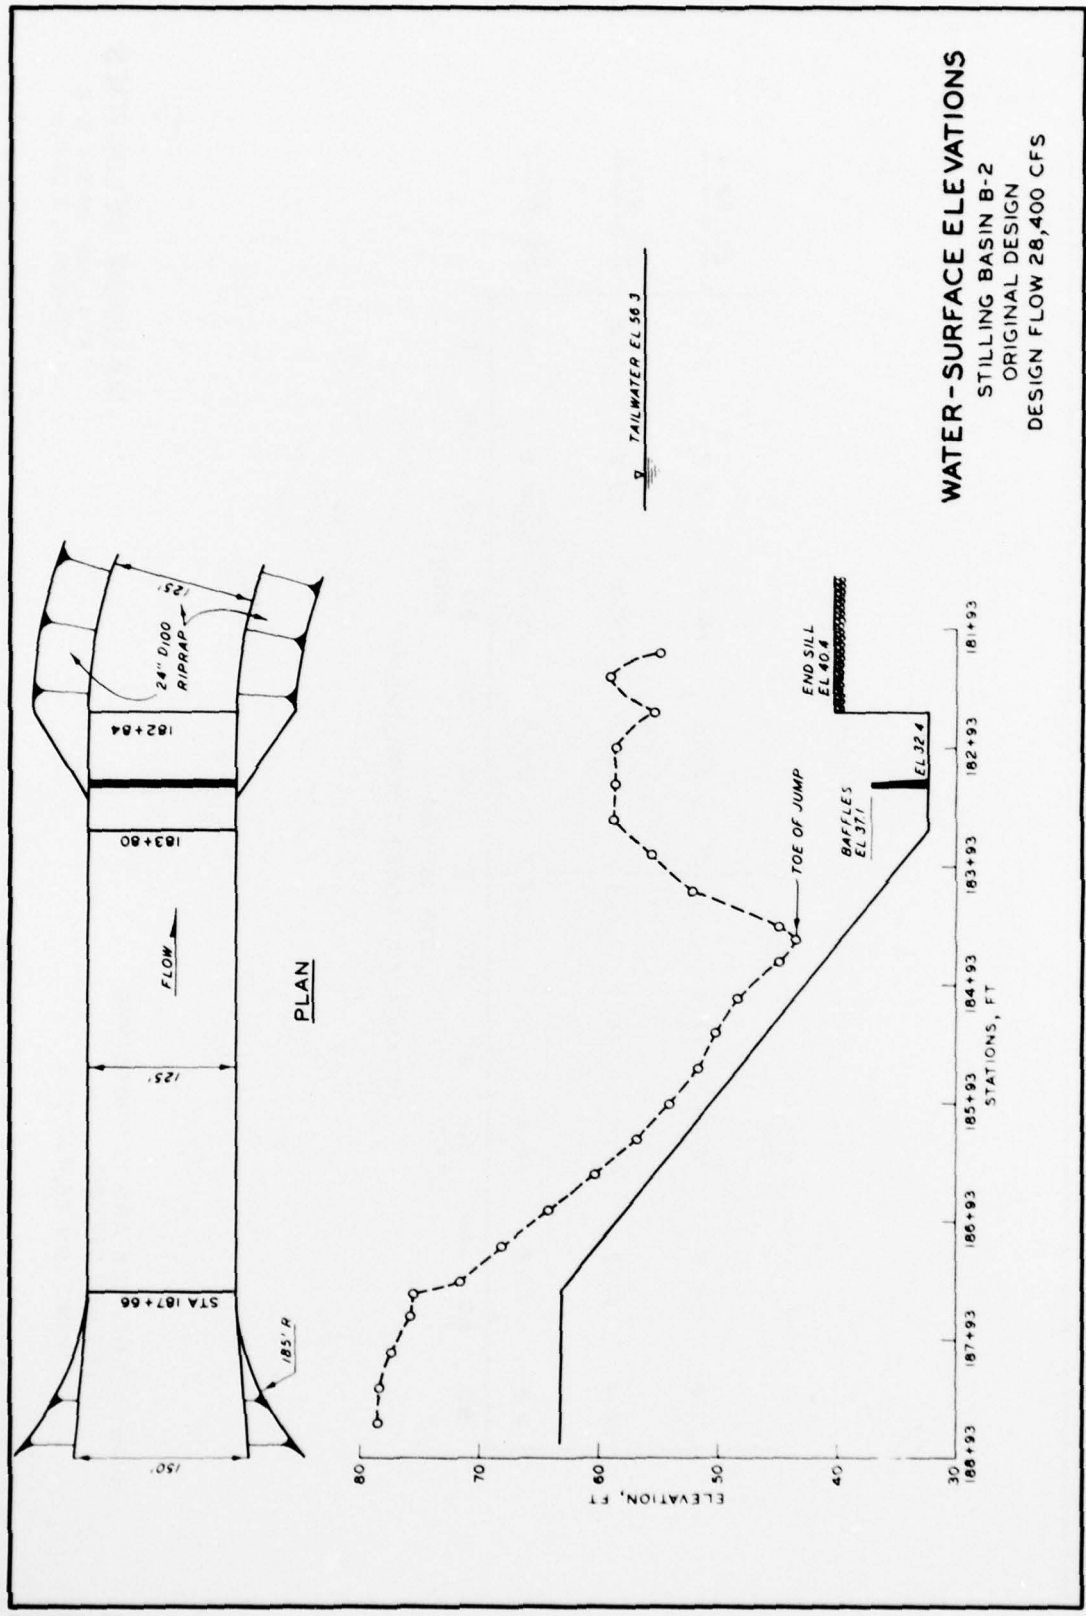 150'
185' R
STA 187+66
125'
FLOW
183+80
182+84
24" D100
RIPRAP
125'
PLAN
ELEVATION, FT
80
70
60
50
40
30
TAILWATER EL 56.3
TOE OF JUMP
BAFFLES
EL 37.1
EL 32.4
END SILL
EL 40.4
188+93
187+93
186+93
185+93
184+93
183+93
182+93
181+93
STATIONS, FT
WATER-SURFACE ELEVATIONS
STILLING BASIN B-2
ORIGINAL DESIGN
DESIGN FLOW 28,400 CFS